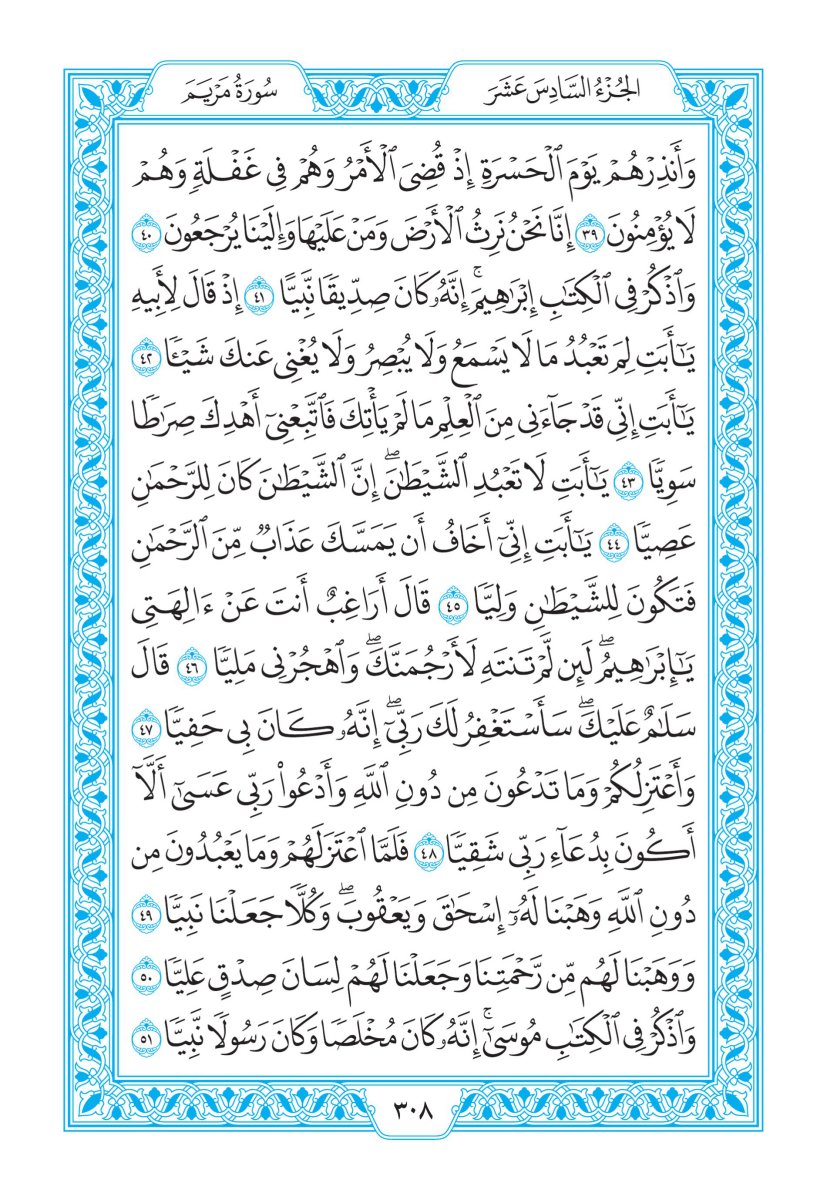 الجُزْءُ السَّادِسَ عَشَرَ
سُورَةُ مَرْيَمَ
وَأَنذِرْهُمْ يَوْمَ ٱلْحَسْرَةِ إِذْ قُضِىَ ٱلْأَمْرُ وَهُمْ فِى غَفْلَةٍ وَهُمْ
لَا يُؤْمِنُونَ ٣٩ إِنَّا نَحْنُ نَرِثُ ٱلْأَرْضَ وَمَنْ عَلَيْهَا وَإِلَيْنَا يُرْجَعُونَ ٤٠
وَٱذْكُرْ فِى ٱلْكِتَٰبِ إِبْرَٰهِيمَۚ إِنَّهُۥ كَانَ صِدِّيقًا نَّبِيًّا ٤١ إِذْ قَالَ لِأَبِيهِ
يَٰٓأَبَتِ لِمَ تَعْبُدُ مَا لَا يَسْمَعُ وَلَا يُبْصِرُ وَلَا يُغْنِى عَنكَ شَيْـًٔا ٤٢
يَٰٓأَبَتِ إِنِّى قَدْ جَآءَنِى مِنَ ٱلْعِلْمِ مَا لَمْ يَأْتِكَ فَٱتَّبِعْنِىٓ أَهْدِكَ صِرَٰطًا
سَوِيًّا ٤٣ يَٰٓأَبَتِ لَا تَعْبُدِ ٱلشَّيْطَٰنَۖ إِنَّ ٱلشَّيْطَٰنَ كَانَ لِلرَّحْمَٰنِ
عَصِيًّا ٤٤ يَٰٓأَبَتِ إِنِّىٓ أَخَافُ أَن يَمَسَّكَ عَذَابٌ مِّنَ ٱلرَّحْمَٰنِ
فَتَكُونَ لِلشَّيْطَٰنِ وَلِيًّا ٤٥ قَالَ أَرَاغِبٌ أَنتَ عَنْ ءَالِهَتِى
يَٰٓإِبْرَٰهِيمُۖ لَئِن لَّمْ تَنتَهِ لَأَرْجُمَنَّكَۖ وَٱهْجُرْنِى مَلِيًّا ٤٦ قَالَ
سَلَٰمٌ عَلَيْكَۖ سَأَسْتَغْفِرُ لَكَ رَبِّىٓۖ إِنَّهُۥ كَانَ بِى حَفِيًّا ٤٧
وَأَعْتَزِلُكُمْ وَمَا تَدْعُونَ مِن دُونِ ٱللَّهِ وَأَدْعُوا۟ رَبِّى عَسَىٰٓ أَلَّآ
أَكُونَ بِدُعَآءِ رَبِّى شَقِيًّا ٤٨ فَلَمَّا ٱعْتَزَلَهُمْ وَمَا يَعْبُدُونَ مِن
دُونِ ٱللَّهِ وَهَبْنَا لَهُۥٓ إِسْحَٰقَ وَيَعْقُوبَۖ وَكُلًّا جَعَلْنَا نَبِيًّا ٤٩
وَوَهَبْنَا لَهُم مِّن رَّحْمَتِنَا وَجَعَلْنَا لَهُمْ لِسَانَ صِدْقٍ عَلِيًّا ٥٠
وَٱذْكُرْ فِى ٱلْكِتَٰبِ مُوسَىٰٓۚ إِنَّهُۥ كَانَ مُخْلَصًا وَكَانَ رَسُولًا نَّبِيًّا ٥١
٣٠٨